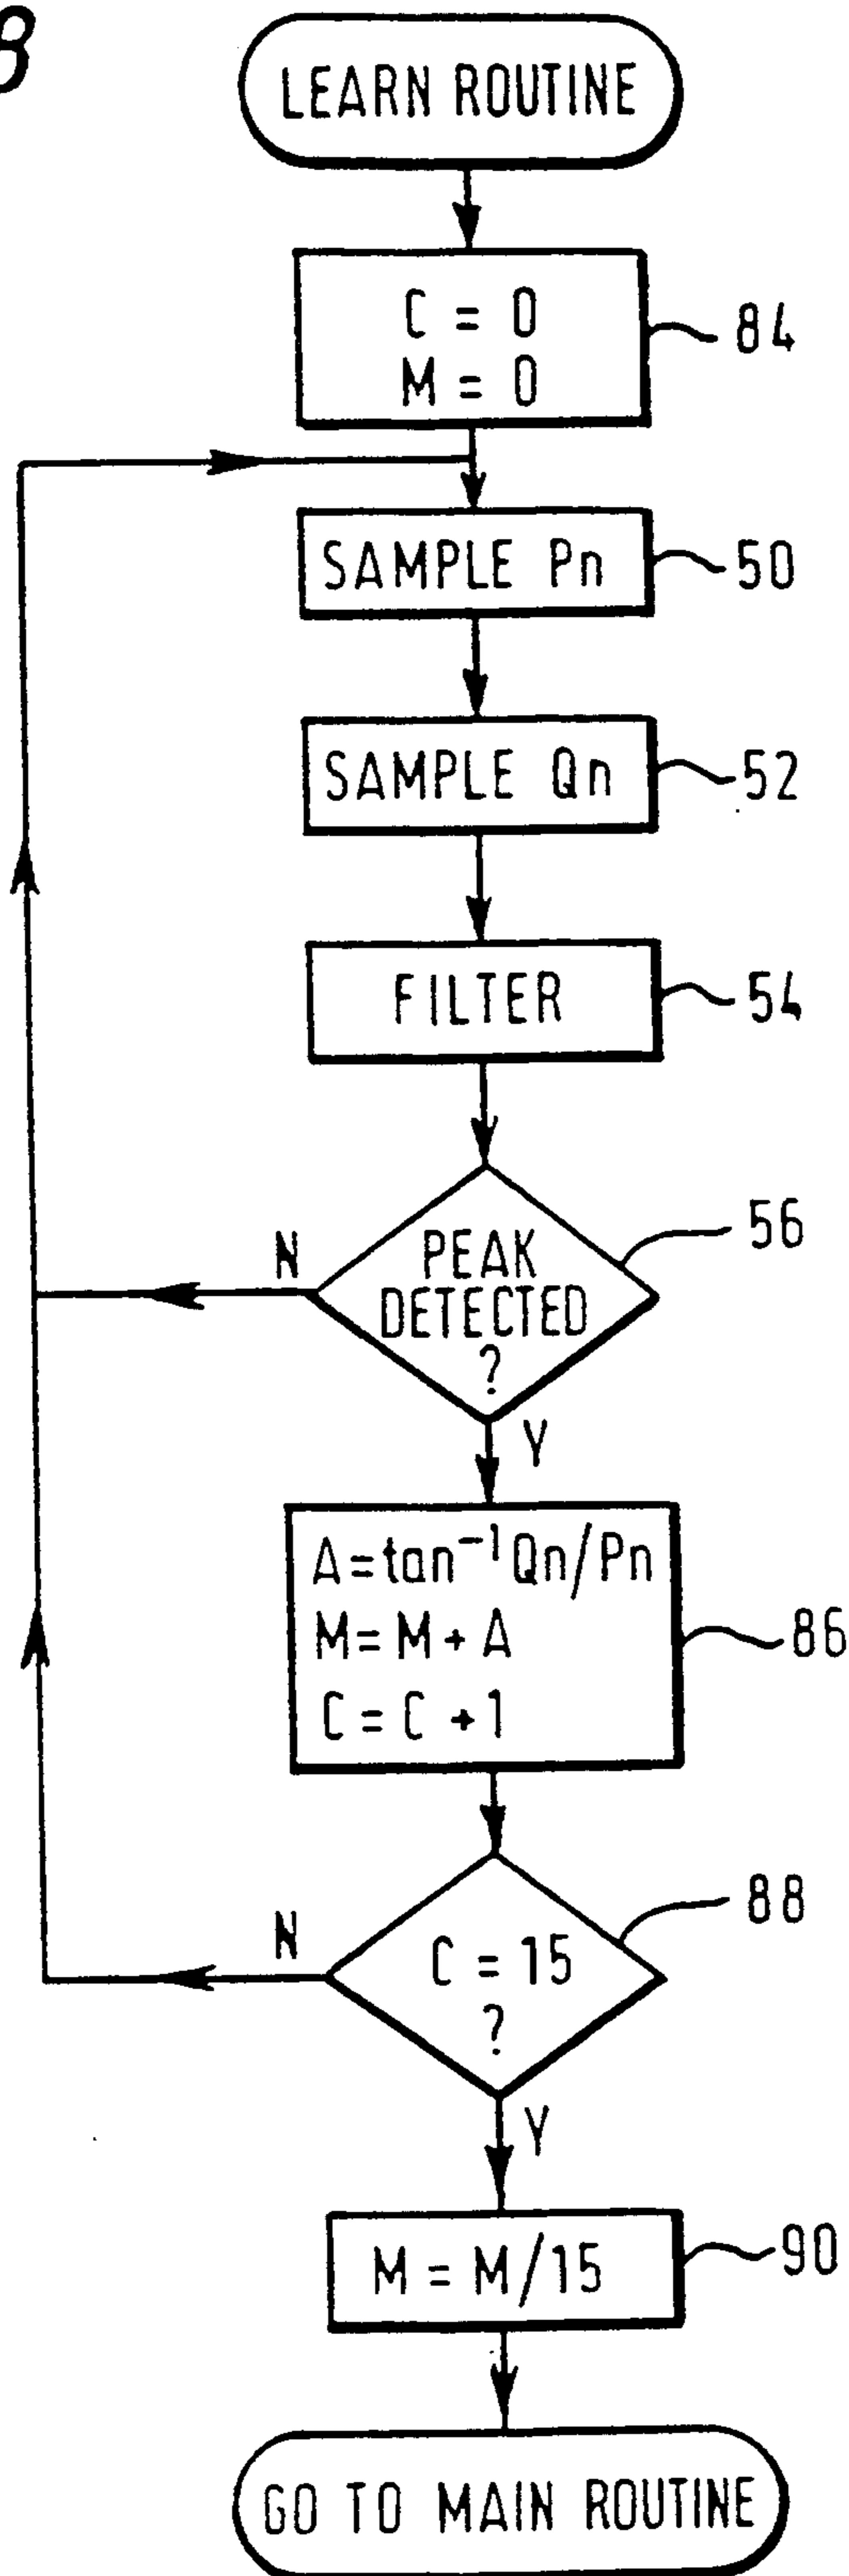 8
LEARN ROUTINE
C = 0
M = 0
84
SAMPLE Pn
50
SAMPLE Qn
52
FILTER
54
PEAK
DETECTED
?
56
N
Y
A=tan⁻¹Qn/Pn
M=M+A
C=C+1
86
C = 15
?
88
N
Y
M = M/15
90
GO TO MAIN ROUTINE